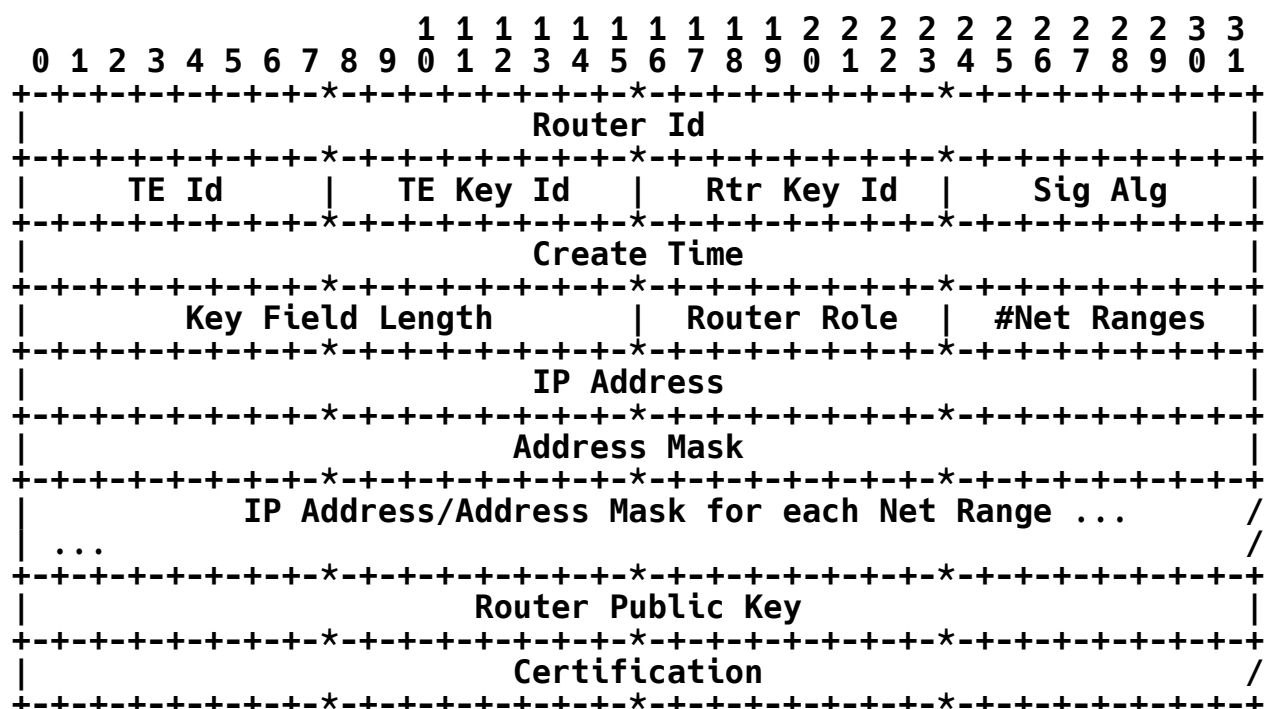 1 1 1 1 1 1 1 1 1 1 2 2 2 2 2 2 2 2 2 2 3 3
 0 1 2 3 4 5 6 7 8 9 0 1 2 3 4 5 6 7 8 9 0 1 2 3 4 5 6 7 8 9 0 1
+-+-+-+-+-+-+-+-*-+-+-+-+-+-+-+-*-+-+-+-+-+-+-+-*-+-+-+-+-+-+-+-+
|                          Router Id                            |
+-+-+-+-+-+-+-+-*-+-+-+-+-+-+-+-*-+-+-+-+-+-+-+-*-+-+-+-+-+-+-+-+
|     TE Id     |   TE Key Id   |   Rtr Key Id  |    Sig Alg    |
+-+-+-+-+-+-+-+-*-+-+-+-+-+-+-+-*-+-+-+-+-+-+-+-*-+-+-+-+-+-+-+-+
|                          Create Time                          |
+-+-+-+-+-+-+-+-*-+-+-+-+-+-+-+-*-+-+-+-+-+-+-+-*-+-+-+-+-+-+-+-+
|        Key Field Length       |  Router Role  |  #Net Ranges  |
+-+-+-+-+-+-+-+-*-+-+-+-+-+-+-+-*-+-+-+-+-+-+-+-*-+-+-+-+-+-+-+-+
|                          IP Address                           |
+-+-+-+-+-+-+-+-*-+-+-+-+-+-+-+-*-+-+-+-+-+-+-+-*-+-+-+-+-+-+-+-+
|                         Address Mask                          |
+-+-+-+-+-+-+-+-*-+-+-+-+-+-+-+-*-+-+-+-+-+-+-+-*-+-+-+-+-+-+-+-+
|           IP Address/Address Mask for each Net Range ...      /
| ...                                                           /
+-+-+-+-+-+-+-+-*-+-+-+-+-+-+-+-*-+-+-+-+-+-+-+-*-+-+-+-+-+-+-+-+
|                       Router Public Key                       |
+-+-+-+-+-+-+-+-*-+-+-+-+-+-+-+-*-+-+-+-+-+-+-+-*-+-+-+-+-+-+-+-+
|                         Certification                         /
+-+-+-+-+-+-+-+-*-+-+-+-+-+-+-+-*-+-+-+-+-+-+-+-*-+-+-+-+-+-+-+-+